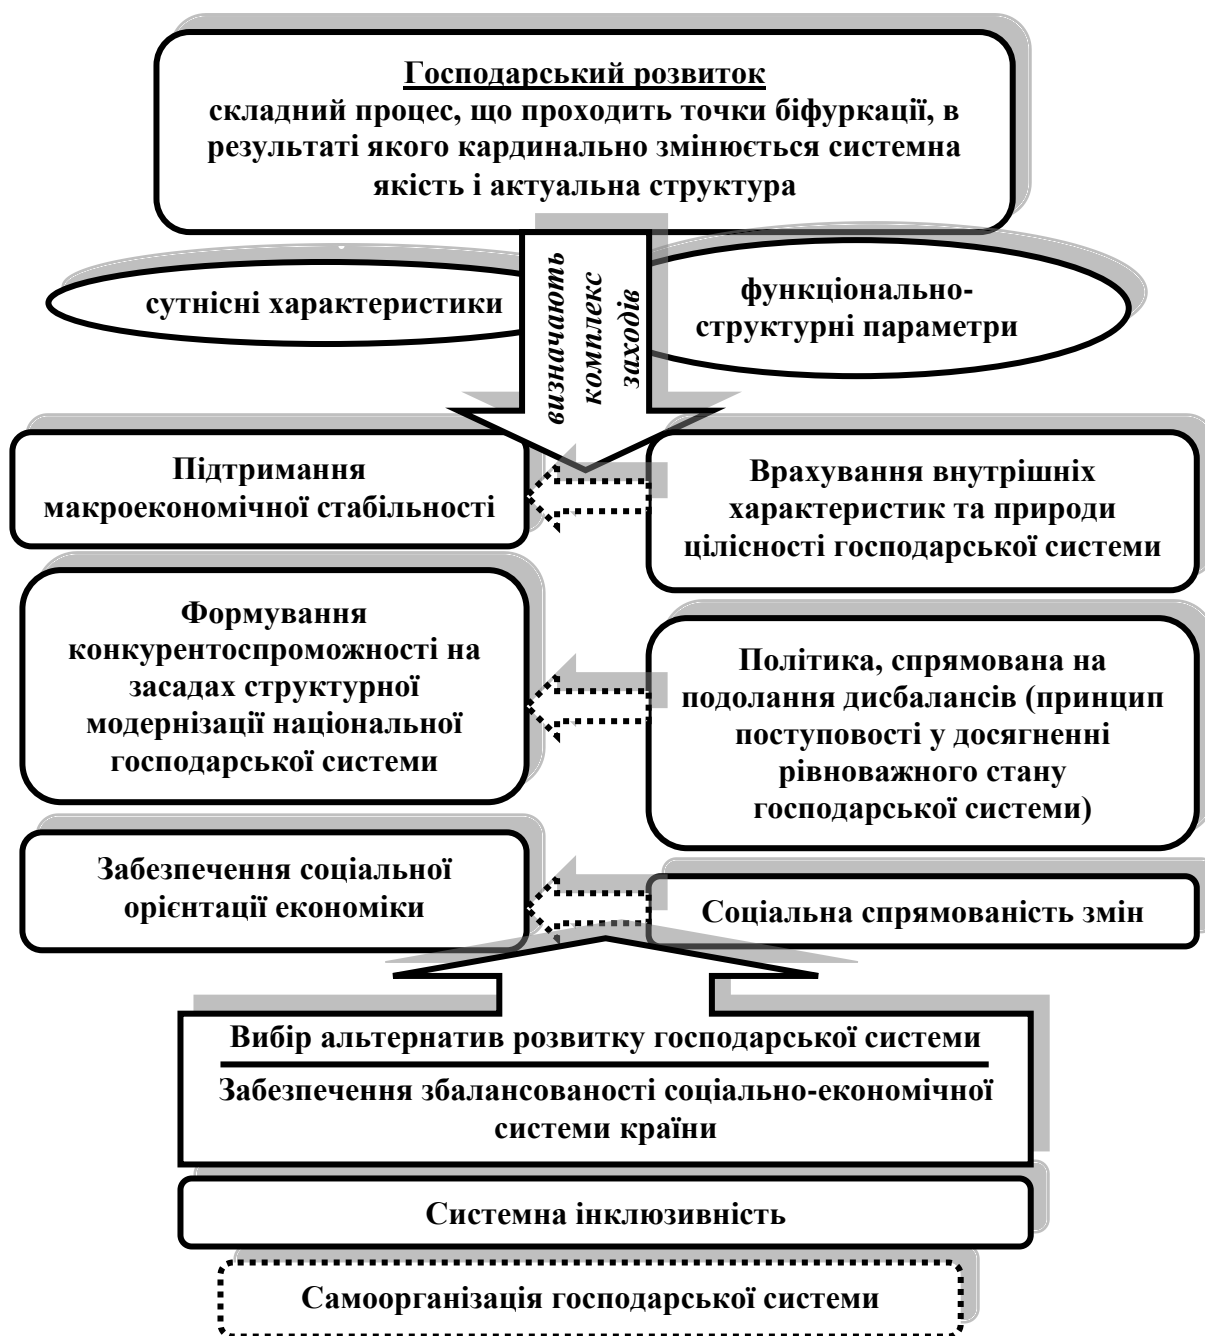 Господарський розвиток
складний процес, що проходить точки біфуркації, в
результаті якого кардинально змінюється системна
якість і актуальна структура
сутнісні характеристики
визначають
комплекс
заходів
функціонально-
структурні параметри
Підтримання
макроекономічної стабільності
Врахування внутрішніх
характеристик та природи
цілісності господарської системи
Формування
конкурентоспроможності на
засадах структурної
модернізації національної
господарської системи
Політика, спрямована на
подолання дисбалансів (принцип
поступовості у досягненні
рівноважного стану
господарської системи)
Забезпечення соціальної
орієнтації економіки
Соціальна спрямованість змін
Вибір альтернатив розвитку господарської системи
Забезпечення збалансованості соціально-економічної
системи країни
Системна інклюзивність
Самоорганізація господарської системи